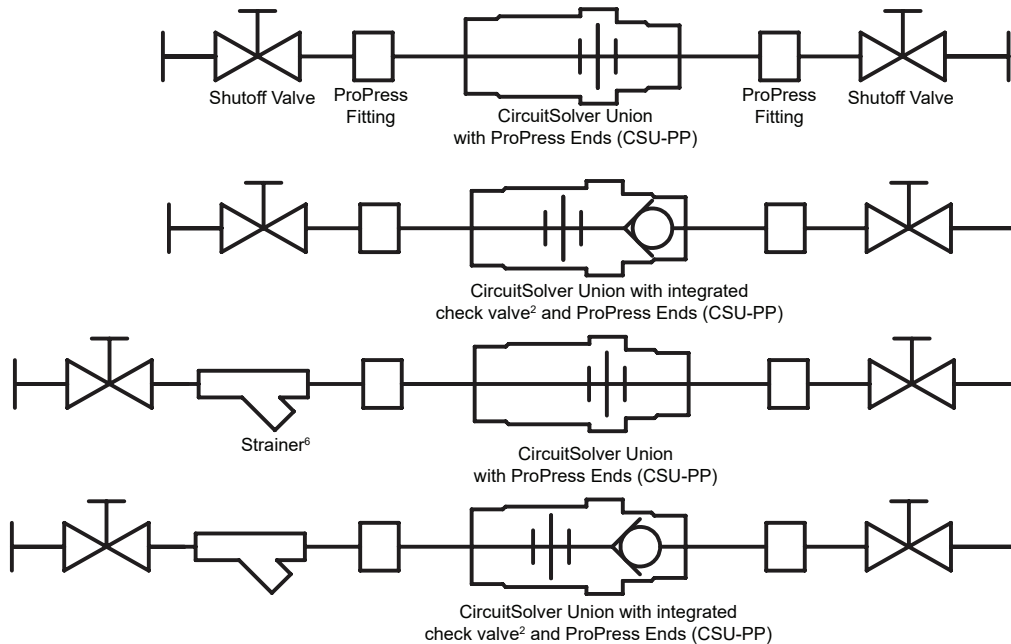 Shutoff Valve
ProPress
Fitting
CircuitSolver Union
with ProPress Ends (CSU-PP)
ProPress
Fitting
Shutoff Valve
CircuitSolver Union with integrated
check valve² and ProPress Ends (CSU-PP)
Strainer⁶
CircuitSolver Union
with ProPress Ends (CSU-PP)
CircuitSolver Union with integrated
check valve² and ProPress Ends (CSU-PP)